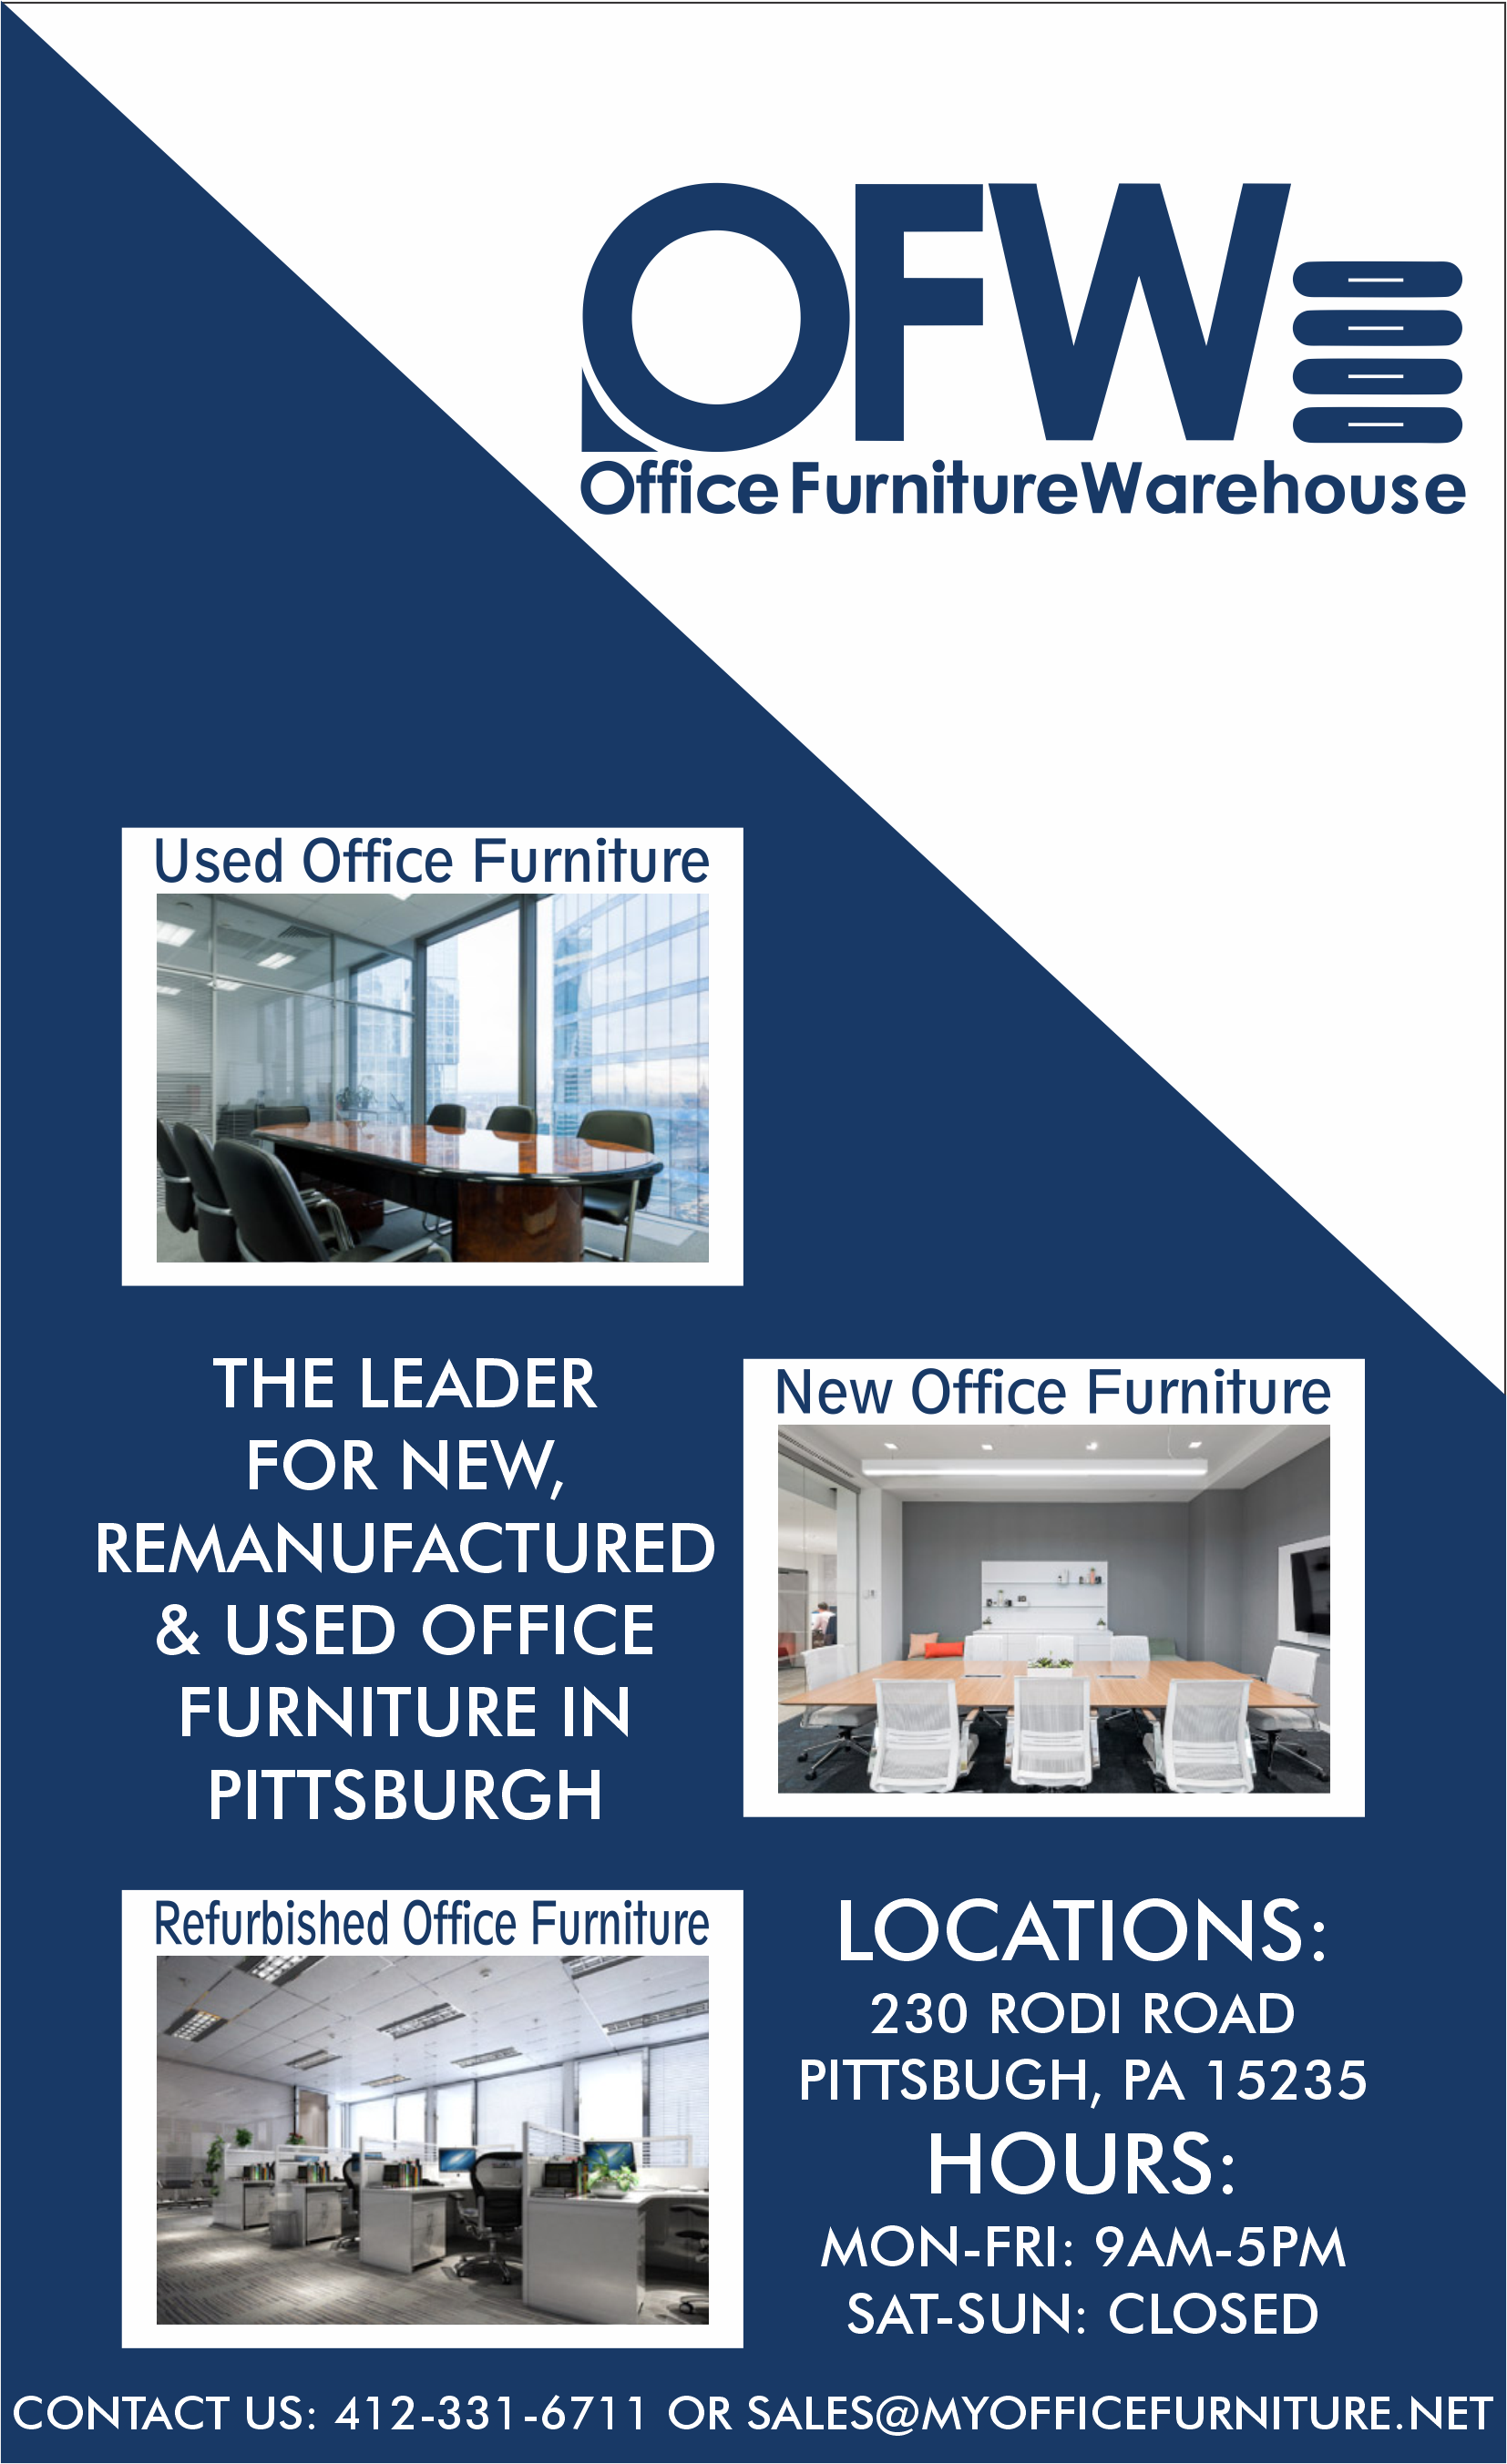 OFW
Office Furniture Warehouse
Used Office Furniture
THE LEADER
FOR NEW,
REMANUFACTURED
& USED OFFICE
FURNITURE IN
PITTSBURGH
New Office Furniture
Refurbished Office Furniture
LOCATIONS:
230 RODI ROAD
PITTSBUGH, PA 15235
HOURS:
MON-FRI: 9AM-5PM
SAT-SUN: CLOSED
CONTACT US: 412-331-6711 OR SALES@MYOFFICEFURNITURE.NET